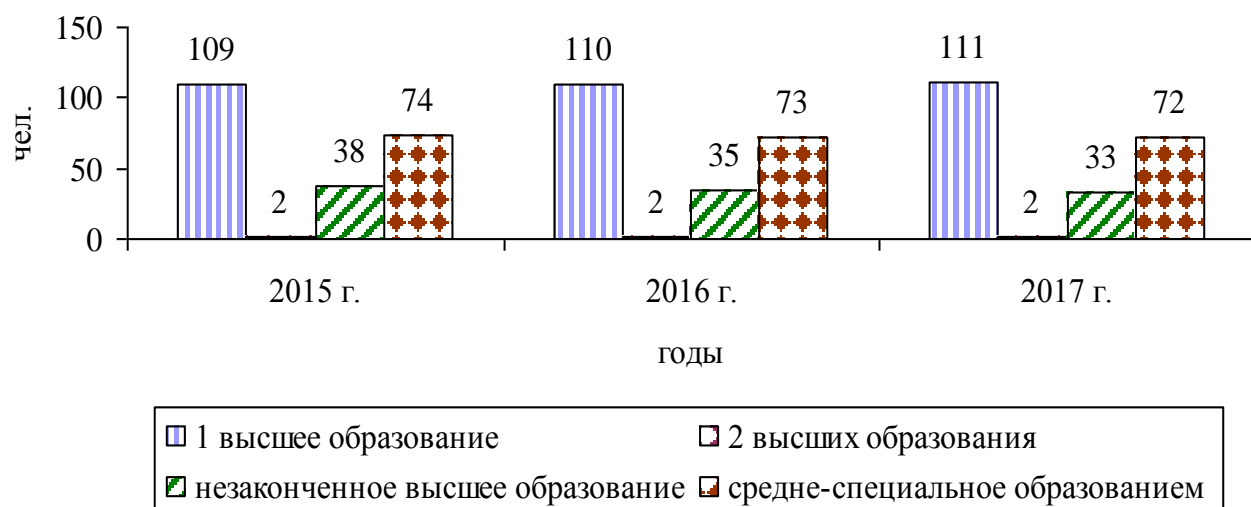 150
100
50
0
чел.
109
2
38
74
110
2
35
73
111
2
33
72
2015 г.
2016 г.
2017 г.
годы
1 высшее образование
2 высших образования
незаконченное высшее образование
средне-специальное образованием